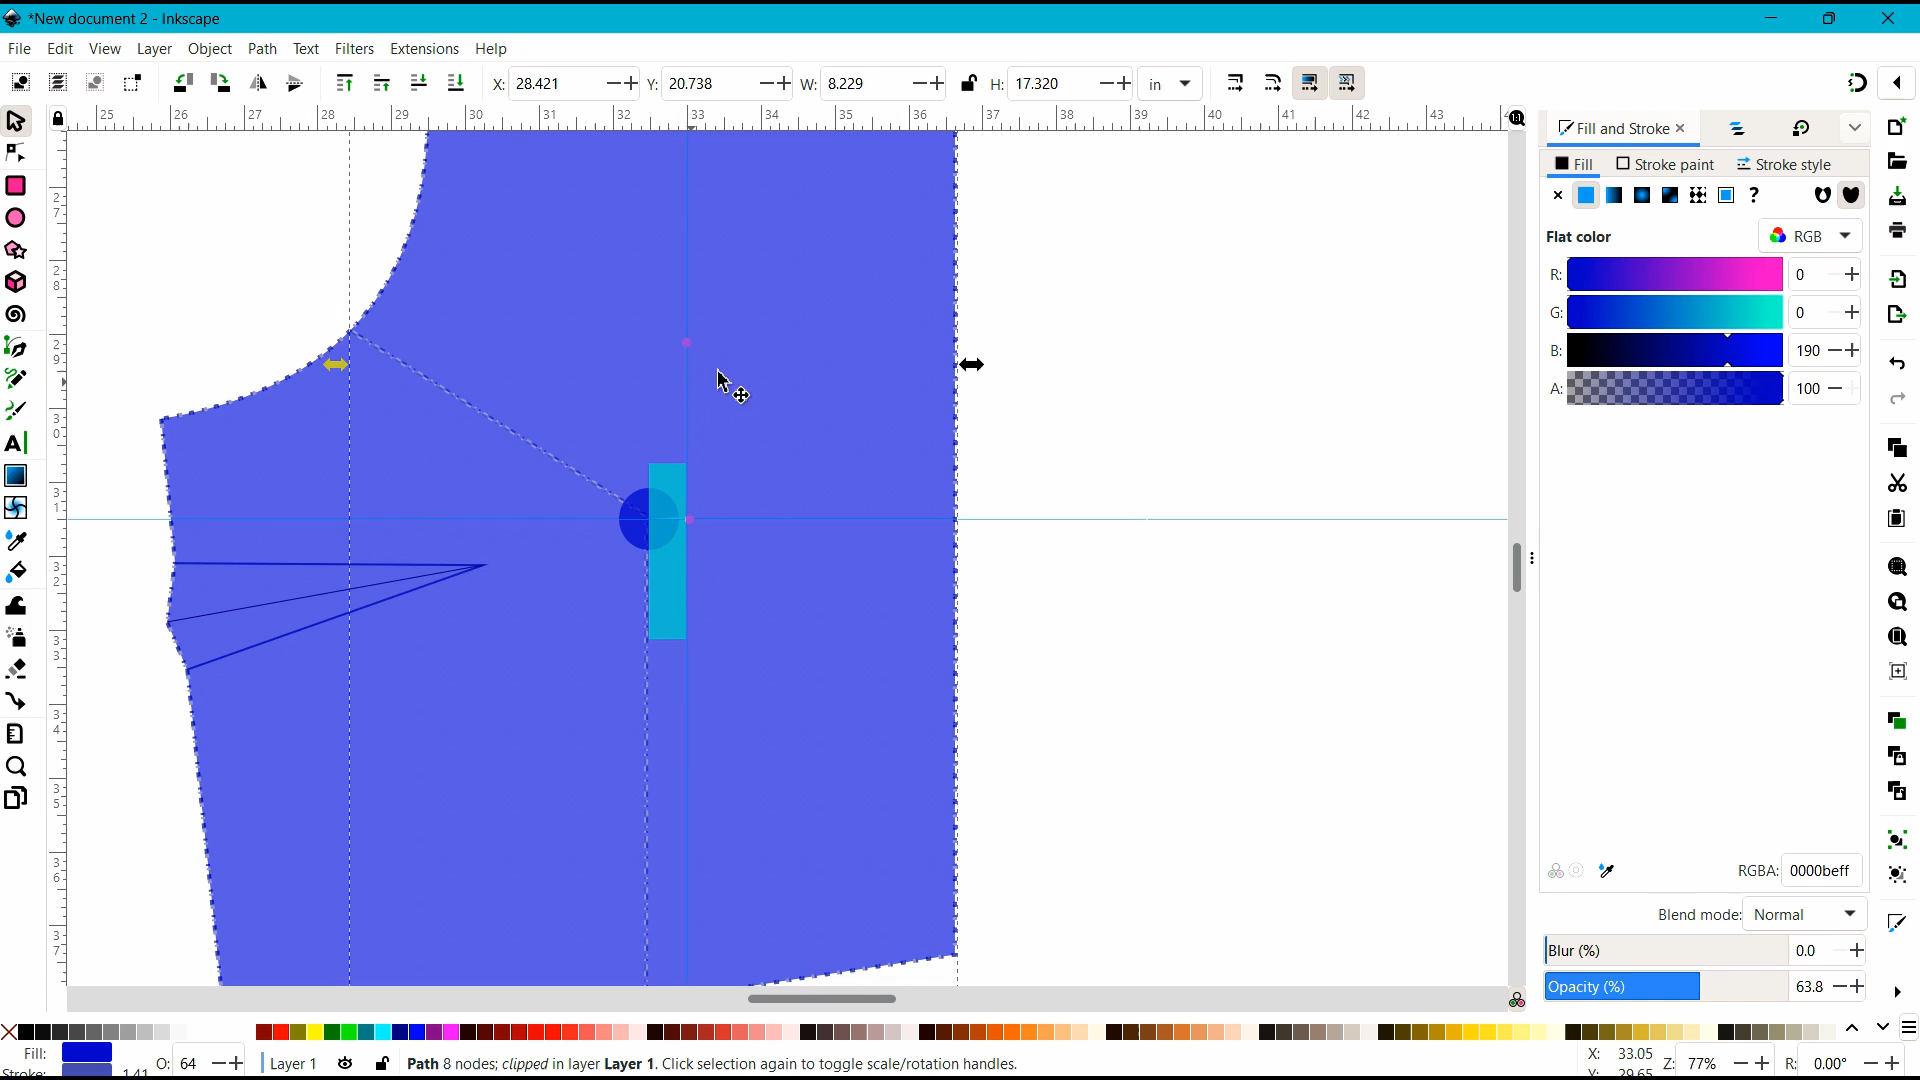 *New document 2 - Inkscape
File Edit View Layer Object Path Text Filters Extensions Help
X: 28.421 Y: 20.738 W: 8.229 H: 17.320 in
25 26 27 28 29 30 31 32 33 34 35 36 37 38 39 40 41 42 43
Fill and Stroke
Fill Stroke paint Stroke style
Flat color RGB
R: 0
G: 0
B: 190
A: 100
RGBA: 0000beff
Blend mode: Normal
Blur (%) 0.0
Opacity (%) 63.8
Fill: O: 64 Layer 1 Path 8 nodes; clipped in layer Layer 1. Click selection again to toggle scale/rotation handles. X: 33.05 Z: 77% R: 0.00°
Stroke: 1.41 Y: 29.65